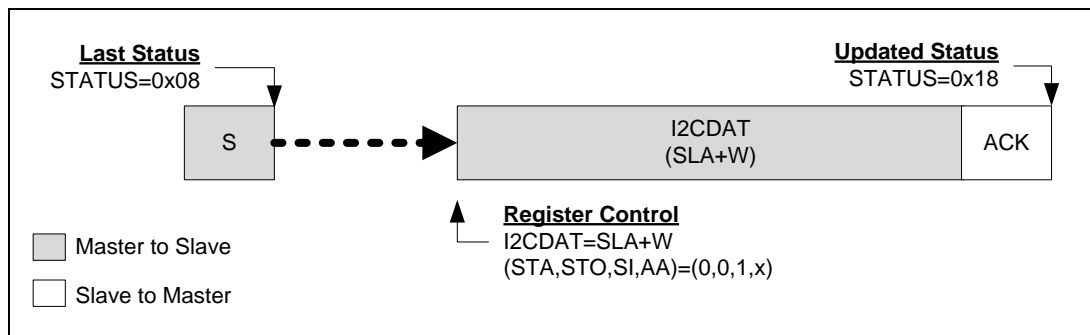 Last Status
STATUS=0x08
Updated Status
STATUS=0x18
S
I2CDAT
(SLA+W)
ACK
Register Control
I2CDAT=SLA+W
(STA,STO,SI,AA)=(0,0,1,x)
Master to Slave
Slave to Master